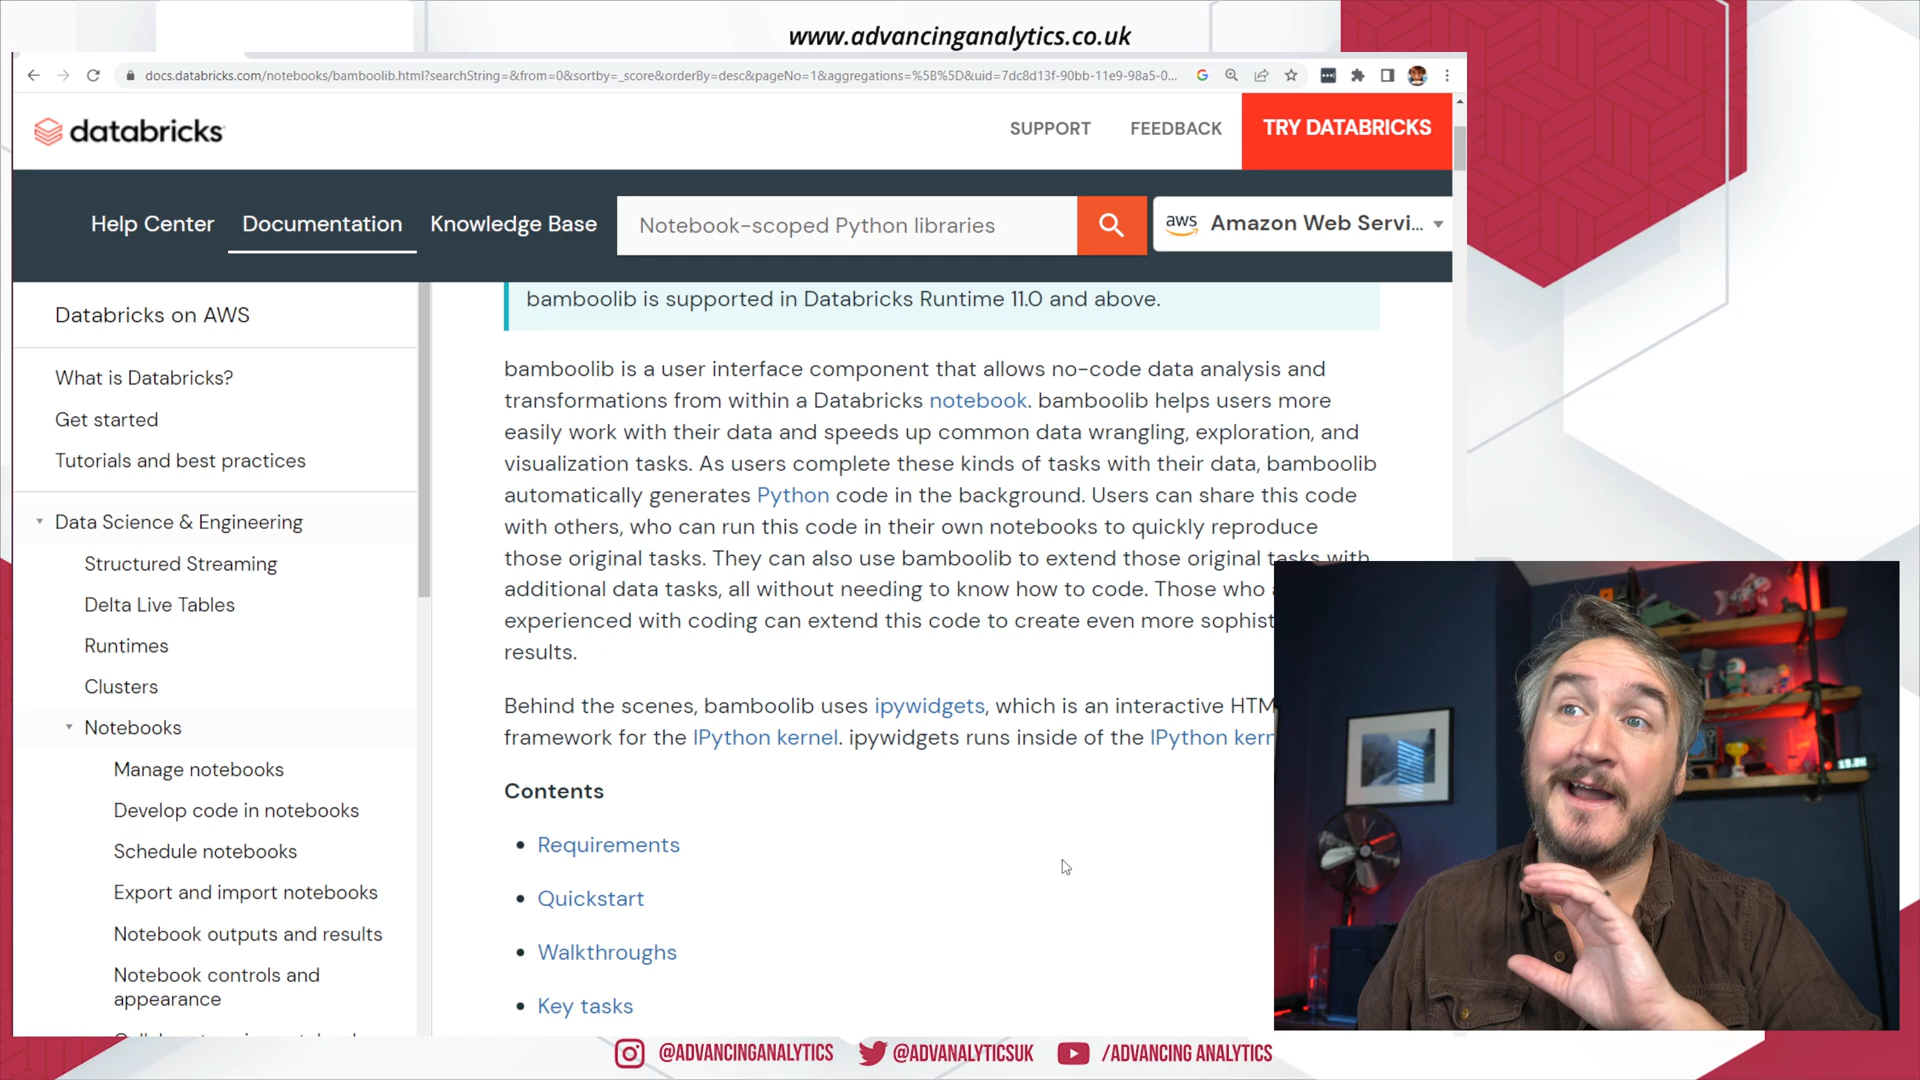 www.advancinganalytics.co.uk
docs.databricks.com/notebooks/bamboolib.html?searchString=&from=0&sortby=_score&orderBy=desc&pageNo=1&aggregations=%5B%5D&uid=7dc8d13f-90bb-11e9-98a5-0...
databricks
SUPPORT
FEEDBACK
TRY DATABRICKS
Help Center
Documentation
Knowledge Base
Notebook-scoped Python libraries
aws
Amazon Web Servi...
Databricks on AWS
What is Databricks?
Get started
Tutorials and best practices
Data Science & Engineering
Structured Streaming
Delta Live Tables
Runtimes
Clusters
Notebooks
Manage notebooks
Develop code in notebooks
Schedule notebooks
Export and import notebooks
Notebook outputs and results
Notebook controls and
appearance
bamboolib is supported in Databricks Runtime 11.0 and above.
bamboolib is a user interface component that allows no-code data analysis and
transformations from within a Databricks notebook. bamboolib helps users more
easily work with their data and speeds up common data wrangling, exploration, and
visualization tasks. As users complete these kinds of tasks with their data, bamboolib
automatically generates Python code in the background. Users can share this code
with others, who can run this code in their own notebooks to quickly reproduce
those original tasks. They can also use bamboolib to extend those original tasks with
additional data tasks, all without needing to know how to code. Those who
experienced with coding can extend this code to create even more sophist
results.
Behind the scenes, bamboolib uses ipywidgets, which is an interactive HTM
framework for the IPython kernel. ipywidgets runs inside of the IPython kern
Contents
Requirements
Quickstart
Walkthroughs
Key tasks
@ADVANCINGANALYTICS
@ADVANALYTICSUK
/ADVANCING ANALYTICS